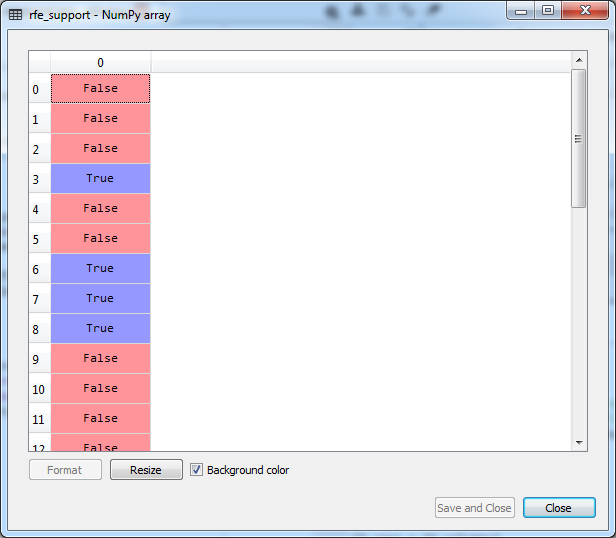 rfe_support - NumPy array
0
0 False
1 False
2 False
3 True
4 False
5 False
6 True
7 True
8 True
9 False
10 False
11 False
12 False
Format Resize Background color
Save and Close Close